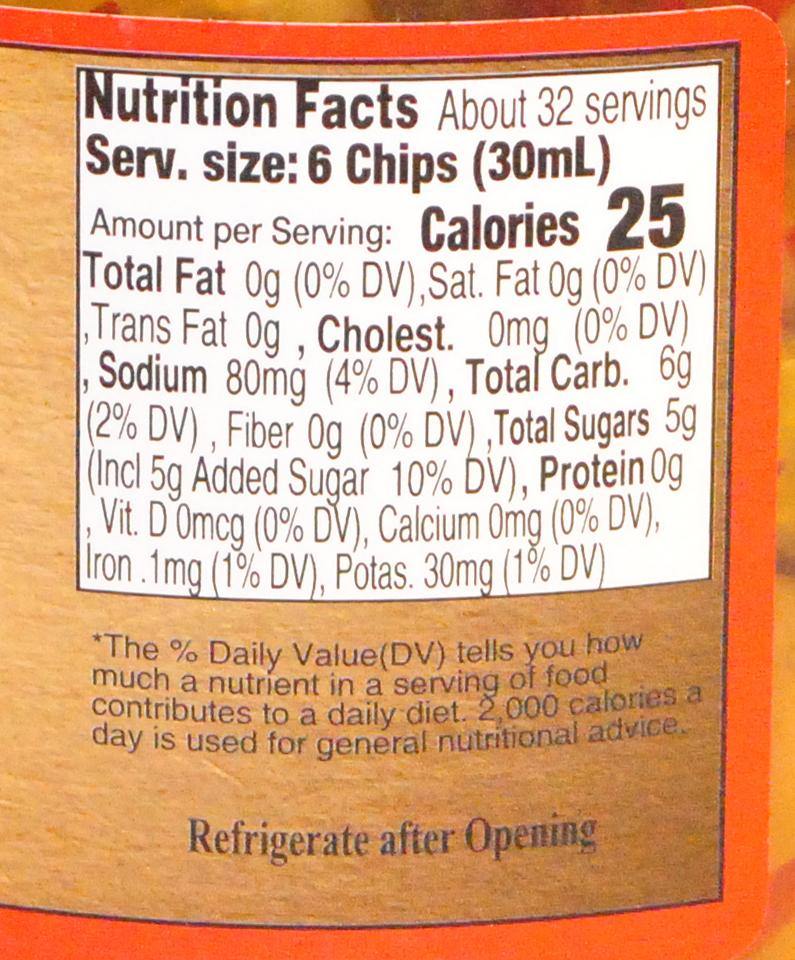 Nutrition Facts About 32 servings
Serv. size: 6 Chips (30mL)
Amount per Serving: Calories 25
Total Fat 0g (0% DV),Sat. Fat 0g (0% DV)
,Trans Fat 0g , Cholest. 0mg (0% DV)
, Sodium 80mg (4% DV) , Total Carb. 6g
(2% DV) , Fiber 0g (0% DV) ,Total Sugars 5g
(Incl 5g Added Sugar 10% DV), Protein 0g
, Vit. D 0mcg (0% DV), Calcium 0mg (0% DV),
Iron .1mg (1% DV), Potas. 30mg (1% DV)
*The % Daily Value(DV) tells you how
much a nutrient in a serving of food
contributes to a daily diet. 2,000 calories a
day is used for general nutritional advice.
Refrigerate after Opening